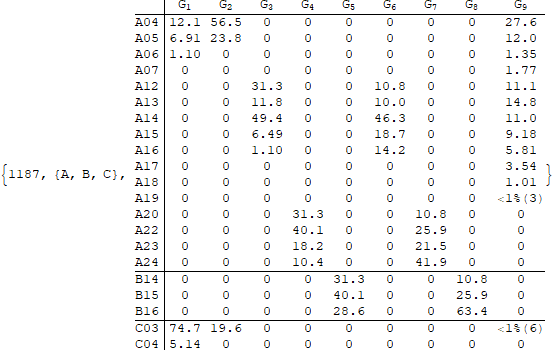 G₁ G₂ G₃ G₄ G₅ G₆ G₇ G₈ G₉
A04 12.1 56.5 0 0 0 0 0 0 27.6
A05 6.91 23.8 0 0 0 0 0 0 12.0
A06 1.10 0 0 0 0 0 0 0 1.35
A07 0 0 0 0 0 0 0 0 1.77
A12 0 0 31.3 0 0 10.8 0 0 11.1
A13 0 0 11.8 0 0 10.0 0 0 14.8
A14 0 0 49.4 0 0 46.3 0 0 11.0
A15 0 0 6.49 0 0 18.7 0 0 9.18
A16 0 0 1.10 0 0 14.2 0 0 5.81
{1187, {A, B, C}, A17 0 0 0 0 0 0 0 0 3.54 }
A18 0 0 0 0 0 0 0 0 1.01
A19 0 0 0 0 0 0 0 0 <1%(3)
A20 0 0 0 31.3 0 0 10.8 0 0
A22 0 0 0 40.1 0 0 25.9 0 0
A23 0 0 0 18.2 0 0 21.5 0 0
A24 0 0 0 10.4 0 0 41.9 0 0
B14 0 0 0 0 31.3 0 0 10.8 0
B15 0 0 0 0 40.1 0 0 25.9 0
B16 0 0 0 0 28.6 0 0 63.4 0
C03 74.7 19.6 0 0 0 0 0 0 <1%(6)
C04 5.14 0 0 0 0 0 0 0 0